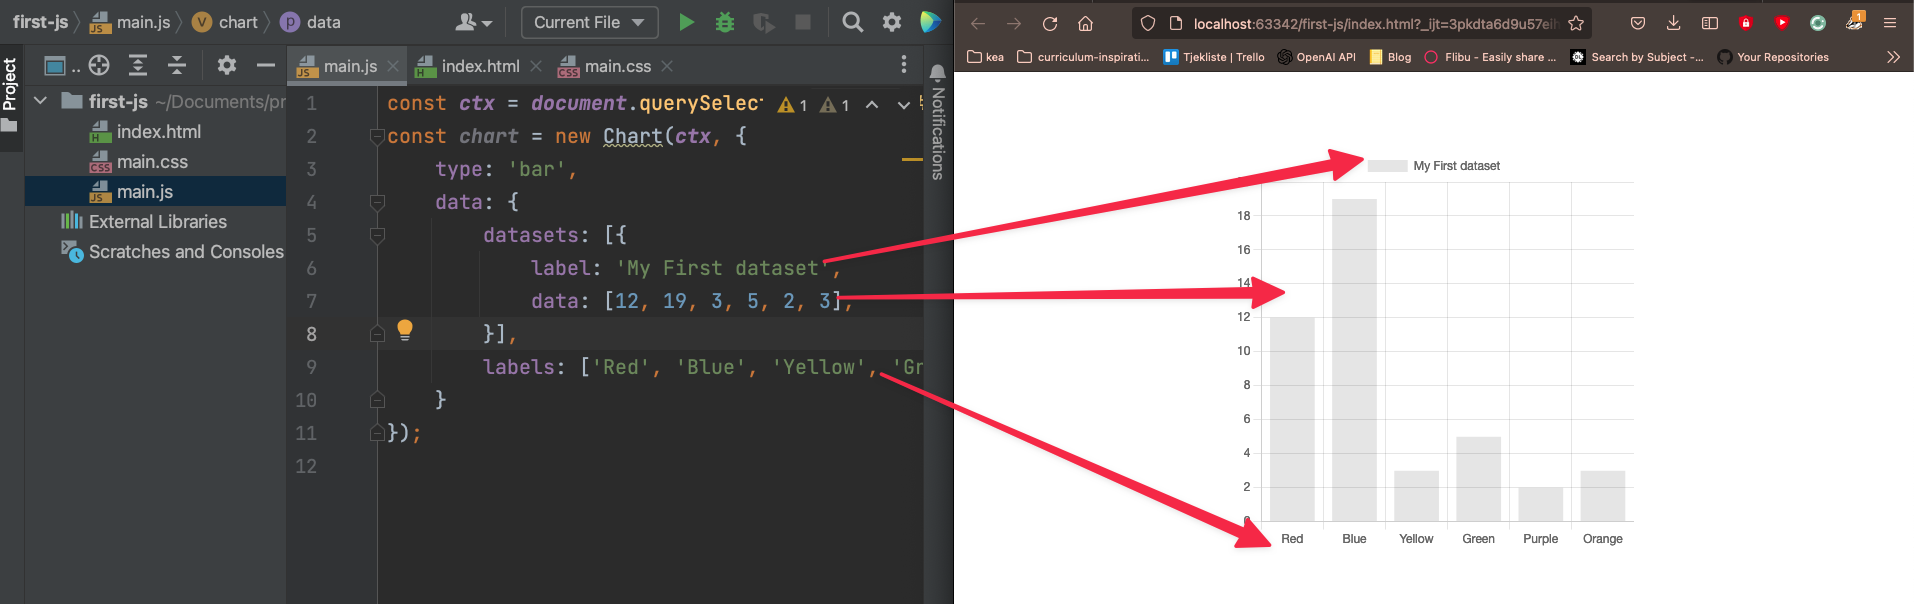 first-js main.js chart data
Current File
localhost:63342/first-js/index.html?_ijt=3pkdta6d9u57eih
1
kea
curriculum-inspirati...
Tjekliste | Trello
OpenAI API
Blog
Flibu - Easily share ...
Search by Subject -...
Your Repositories
Project
first-js ~/Documents/pr
index.html
main.css
main.js
External Libraries
Scratches and Consoles
main.js
index.html
main.css
Notifications
1 const ctx = document.querySelect
1 1
2 const chart = new Chart(ctx, {
3 type: 'bar',
4 data: {
5 datasets: [{
6 label: 'My First dataset',
7 data: [12, 19, 3, 5, 2, 3],
8 }],
9 labels: ['Red', 'Blue', 'Yellow', 'Gr
10 }
11 });
12
My First dataset
18
16
14
12
10
8
6
4
2
0
Red Blue Yellow Green Purple Orange